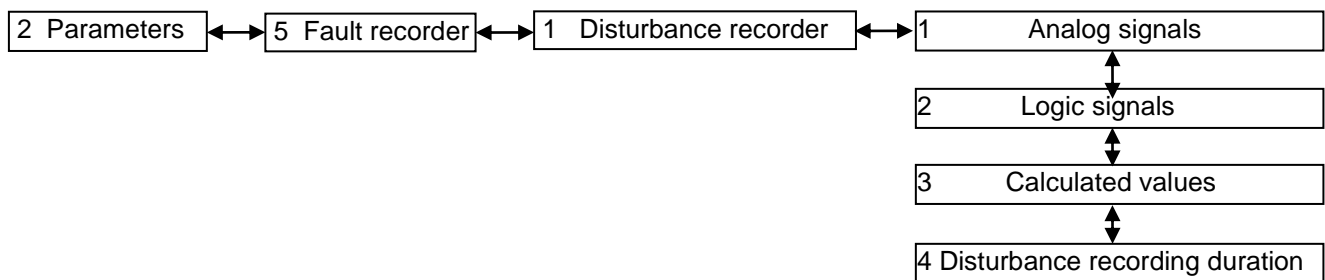 2 Parameters
5 Fault recorder
1 Disturbance recorder
1 Analog signals
2 Logic signals
3 Calculated values
4 Disturbance recording duration